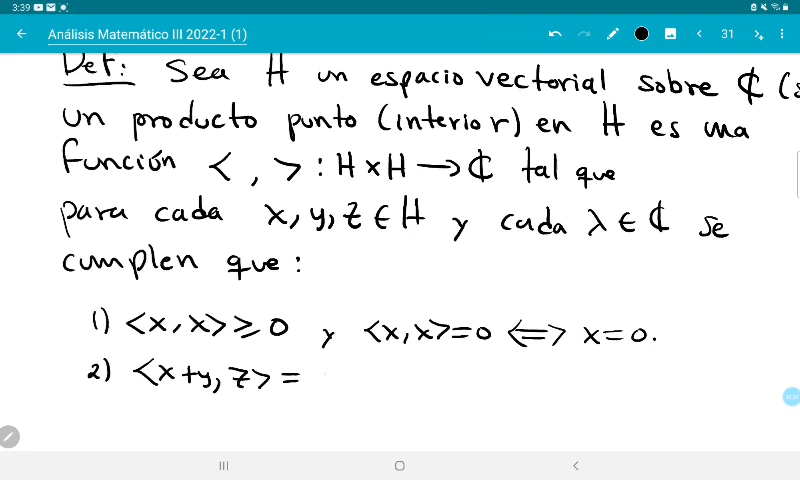 3:39
Análisis Matemático III 2022-1 (1)
31
Def: Sea H un espacio vectorial sobre ℂ (
un producto punto (interior) en H es una
función < , > : H×H → ℂ tal que
para cada x, y, z ∈ H y cada λ ∈ ℂ se
cumplen que:
1) <x, x> ≥ 0 y <x, x> = 0 ⟺ x = 0.
2) <x+y, z> =